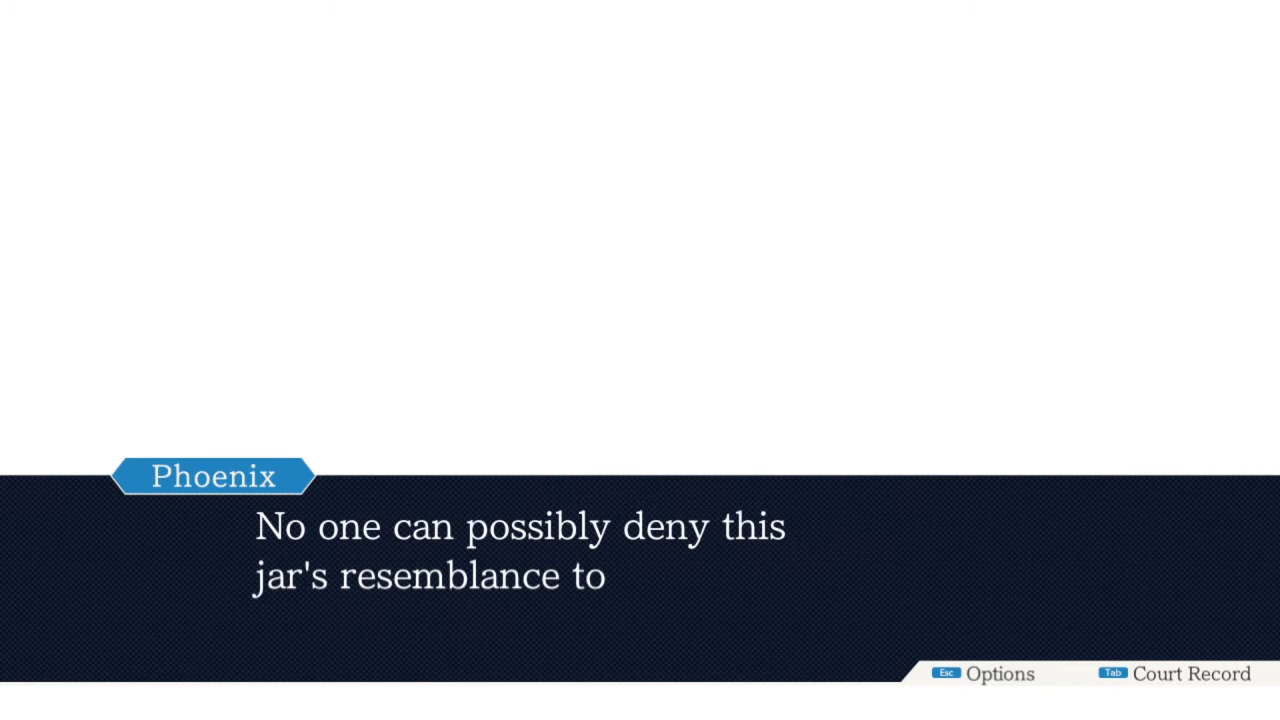 Phoenix
No one can possibly deny this
jar's resemblance to
Esc Options Tab Court Record